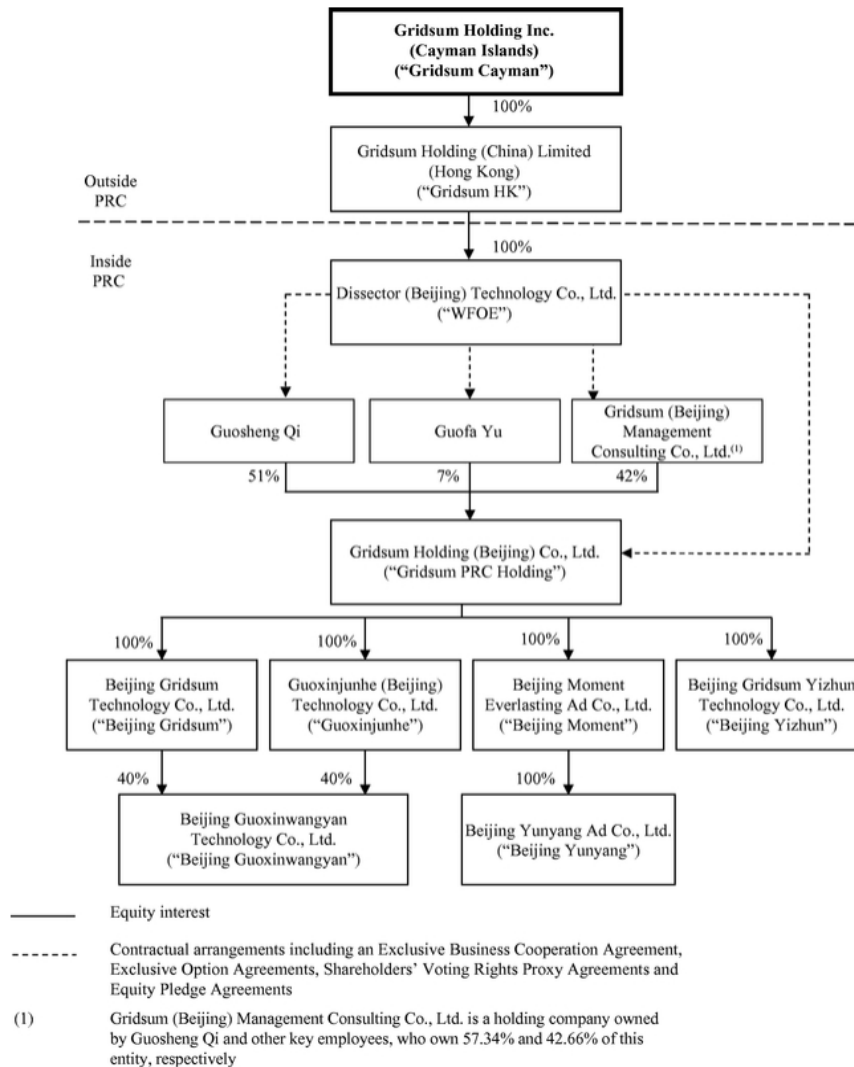 Gridsum Holding Inc.
(Cayman Islands)
(“Gridsum Cayman”)
100%
Gridsum Holding (China) Limited
(Hong Kong)
(“Gridsum HK”)
Outside
PRC
Inside
PRC
100%
Dissector (Beijing) Technology Co., Ltd.
(“WFOE”)
Guosheng Qi
Guofa Yu
Gridsum (Beijing)
Management
Consulting Co., Ltd.(1)
51%
7%
42%
Gridsum Holding (Beijing) Co., Ltd.
(“Gridsum PRC Holding”)
100%
100%
100%
100%
Beijing Gridsum
Technology Co., Ltd.
(“Beijing Gridsum”)
Guoxinjunhe (Beijing)
Technology Co., Ltd.
(“Guoxinjunhe”)
Beijing Moment
Everlasting Ad Co., Ltd.
(“Beijing Moment”)
Beijing Gridsum Yizhun
Technology Co., Ltd.
(“Beijing Yizhun”)
40%
40%
100%
Beijing Guoxinwangyan
Technology Co., Ltd.
(“Beijing Guoxinwangyan”)
Beijing Yunyang Ad Co., Ltd.
(“Beijing Yunyang”)
Equity interest
Contractual arrangements including an Exclusive Business Cooperation Agreement,
Exclusive Option Agreements, Shareholders’ Voting Rights Proxy Agreements and
Equity Pledge Agreements
(1) Gridsum (Beijing) Management Consulting Co., Ltd. is a holding company owned
by Guosheng Qi and other key employees, who own 57.34% and 42.66% of this
entity, respectively